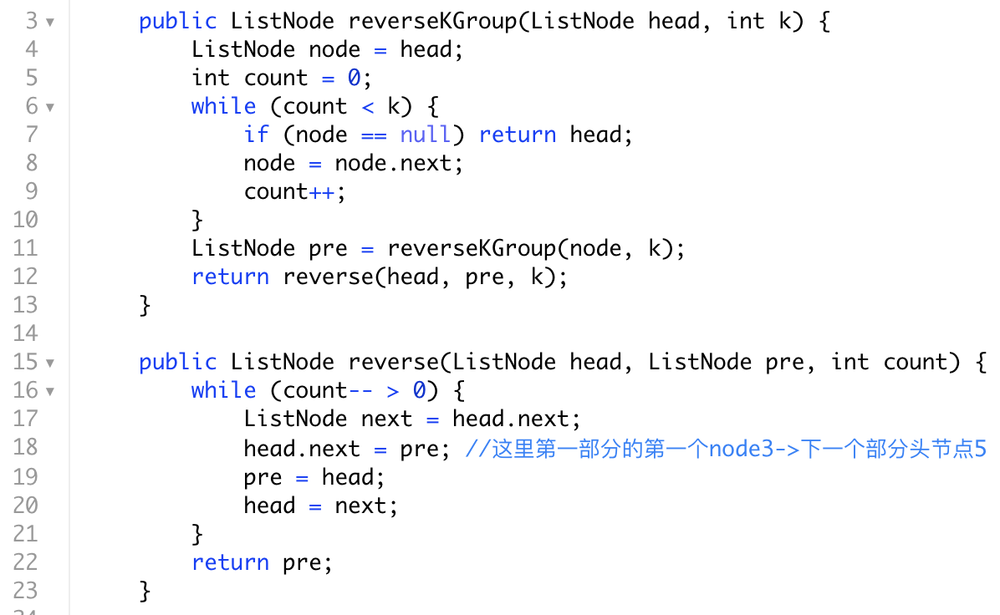 3 ▼ public ListNode reverseKGroup(ListNode head, int k) {
4 ListNode node = head;
5 int count = 0;
6 ▼ while (count < k) {
7 if (node == null) return head;
8 node = node.next;
9 count++;
10 }
11 ListNode pre = reverseKGroup(node, k);
12 return reverse(head, pre, k);
13 }
14
15 ▼ public ListNode reverse(ListNode head, ListNode pre, int count) {
16 ▼ while (count-- > 0) {
17 ListNode next = head.next;
18 head.next = pre; //这里第一部分的第一个node3->下一个部分头节点5
19 pre = head;
20 head = next;
21 }
22 return pre;
23 }